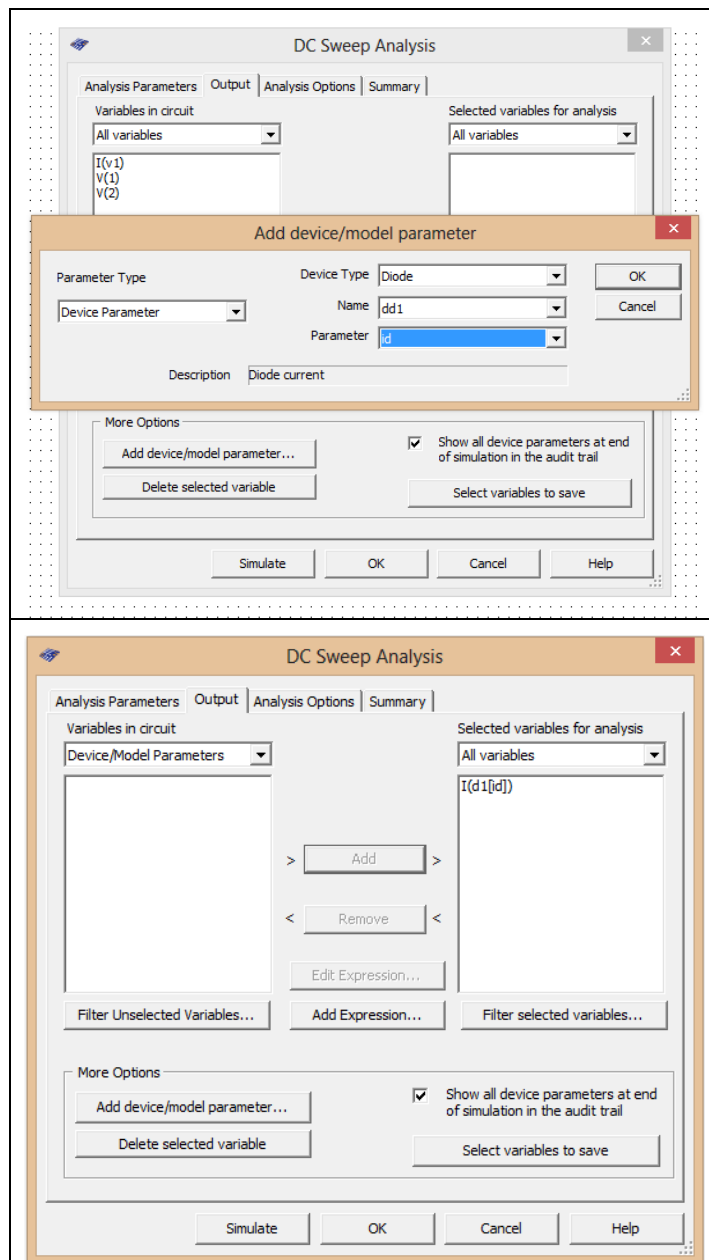 DC Sweep Analysis
Analysis Parameters Output Analysis Options Summary
Variables in circuit Selected variables for analysis
All variables All variables
I(v1)
V(1)
V(2)
Add device/model parameter
Parameter Type Device Type Diode OK
Device Parameter Name dd1 Cancel
Parameter id
Description Diode current
More Options
Add device/model parameter... Show all device parameters at end
of simulation in the audit trail
Delete selected variable Select variables to save
Simulate OK Cancel Help
DC Sweep Analysis
Analysis Parameters Output Analysis Options Summary
Variables in circuit Selected variables for analysis
Device/Model Parameters All variables
I(d1[id])
> Add >
< Remove <
Edit Expression...
Filter Unselected Variables... Add Expression... Filter selected variables...
More Options
Add device/model parameter... Show all device parameters at end
of simulation in the audit trail
Delete selected variable Select variables to save
Simulate OK Cancel Help